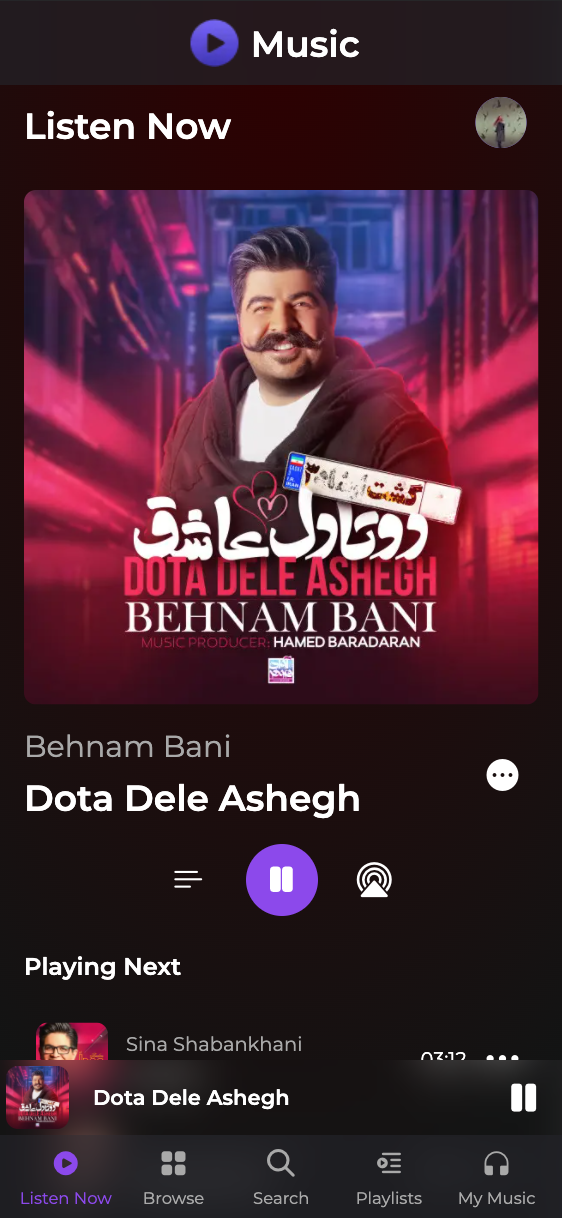 Music
Listen Now
گشت ارشاد ۳
دوتا دل عاشق
DOTA DELE ASHEGH
BEHNAM BANI
MUSIC PRODUCER: HAMED BARADARAN
Behnam Bani
Dota Dele Ashegh
Playing Next
Sina Shabankhani
03:12
Dota Dele Ashegh
Listen Now Browse Search Playlists My Music